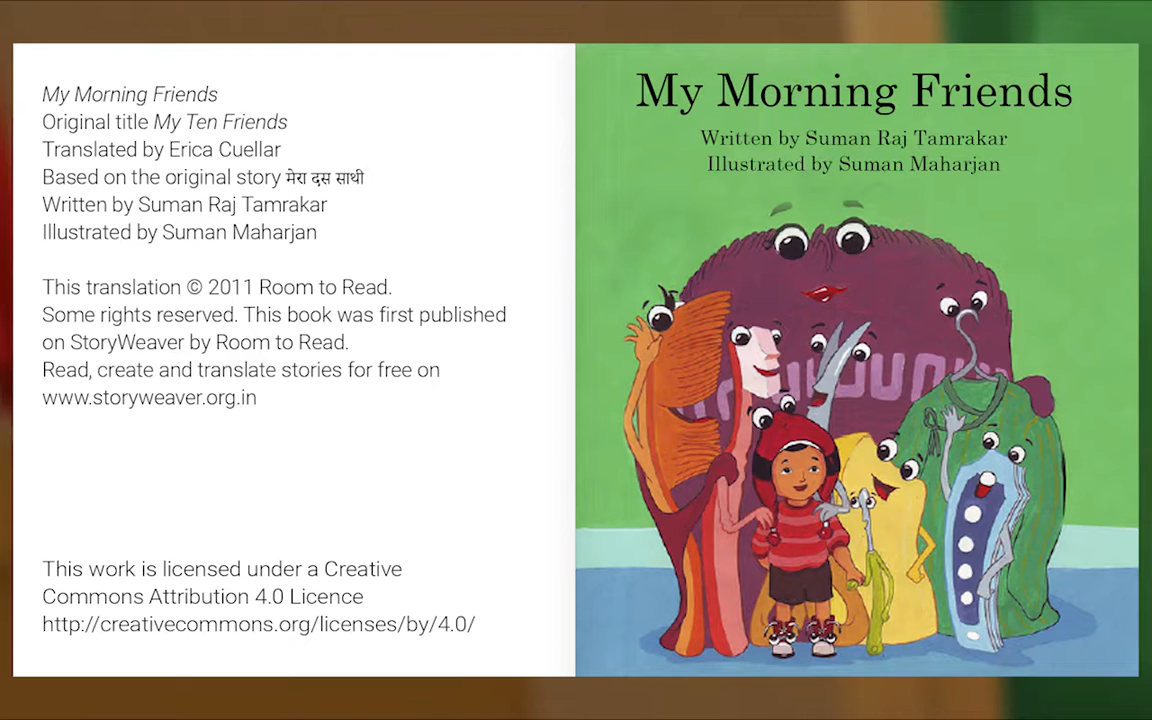 My Morning Friends
Original title My Ten Friends
Translated by Erica Cuellar
Based on the original story मेरा दस साथी
Written by Suman Raj Tamrakar
Illustrated by Suman Maharjan
This translation © 2011 Room to Read.
Some rights reserved. This book was first published
on StoryWeaver by Room to Read.
Read, create and translate stories for free on
www.storyweaver.org.in
This work is licensed under a Creative
Commons Attribution 4.0 Licence
http://creativecommons.org/licenses/by/4.0/
My Morning Friends
Written by Suman Raj Tamrakar
Illustrated by Suman Maharjan